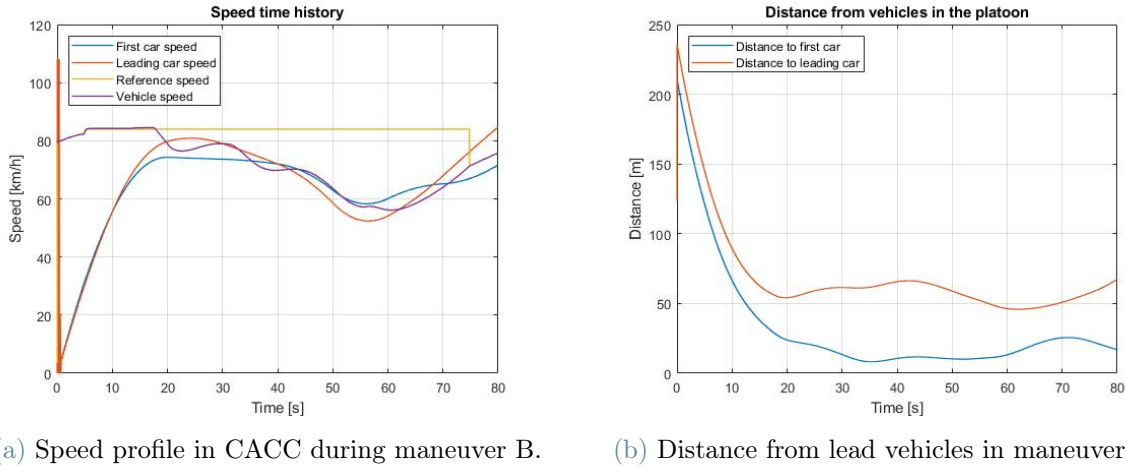 Speed time history
120
100
80
60
40
20
0
Speed [km/h]
First car speed
Leading car speed
Reference speed
Vehicle speed
0 10 20 30 40 50 60 70 80
Time [s]
(a) Speed profile in CACC during maneuver B.
Distance from vehicles in the platoon
250
200
150
100
50
0
Distance [m]
Distance to first car
Distance to leading car
0 10 20 30 40 50 60 70 80
Time [s]
(b) Distance from lead vehicles in maneuver